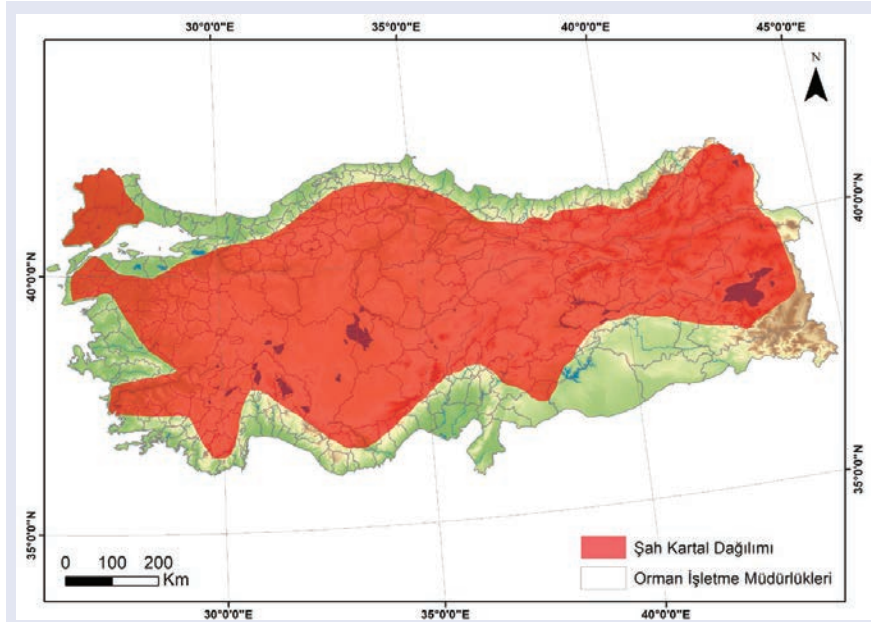 30°0'0"E 35°0'0"E 40°0'0"E 45°0'0"E
N
40°0'0"N
40°0'0"N
35°0'0"N
35°0'0"N
Şah Kartal Dağılımı
0 100 200
Km
Orman İşletme Müdürlükleri
30°0'0"E 35°0'0"E 40°0'0"E